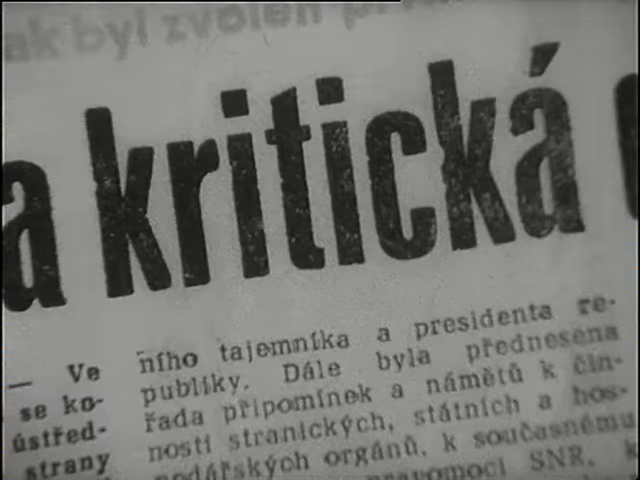 ak byl zvolen
a kritická
— Ve
se ko-
ústřed-
strany
ního tajemníka a presidenta re-
publiky. Dále byla přednesena
řada připomínek a námětů k čin-
nosti stranických, státních a hos-
podářských orgánů, k současnému
pravomoci SNR, k